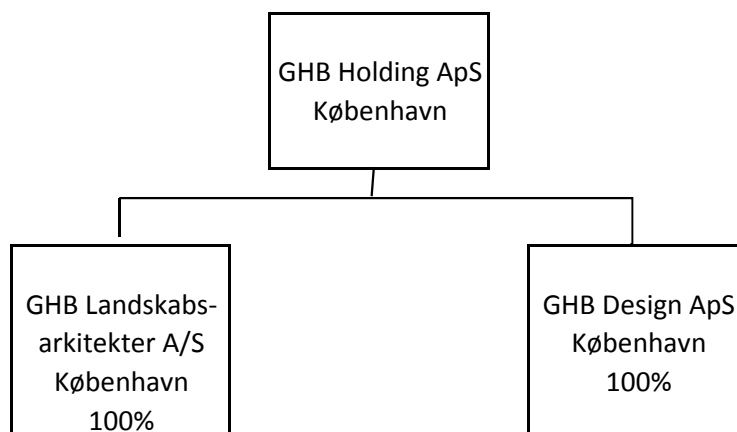 GHB Holding ApS
København
GHB Landskabs-
arkitekter A/S
København
100%
GHB Design ApS
København
100%